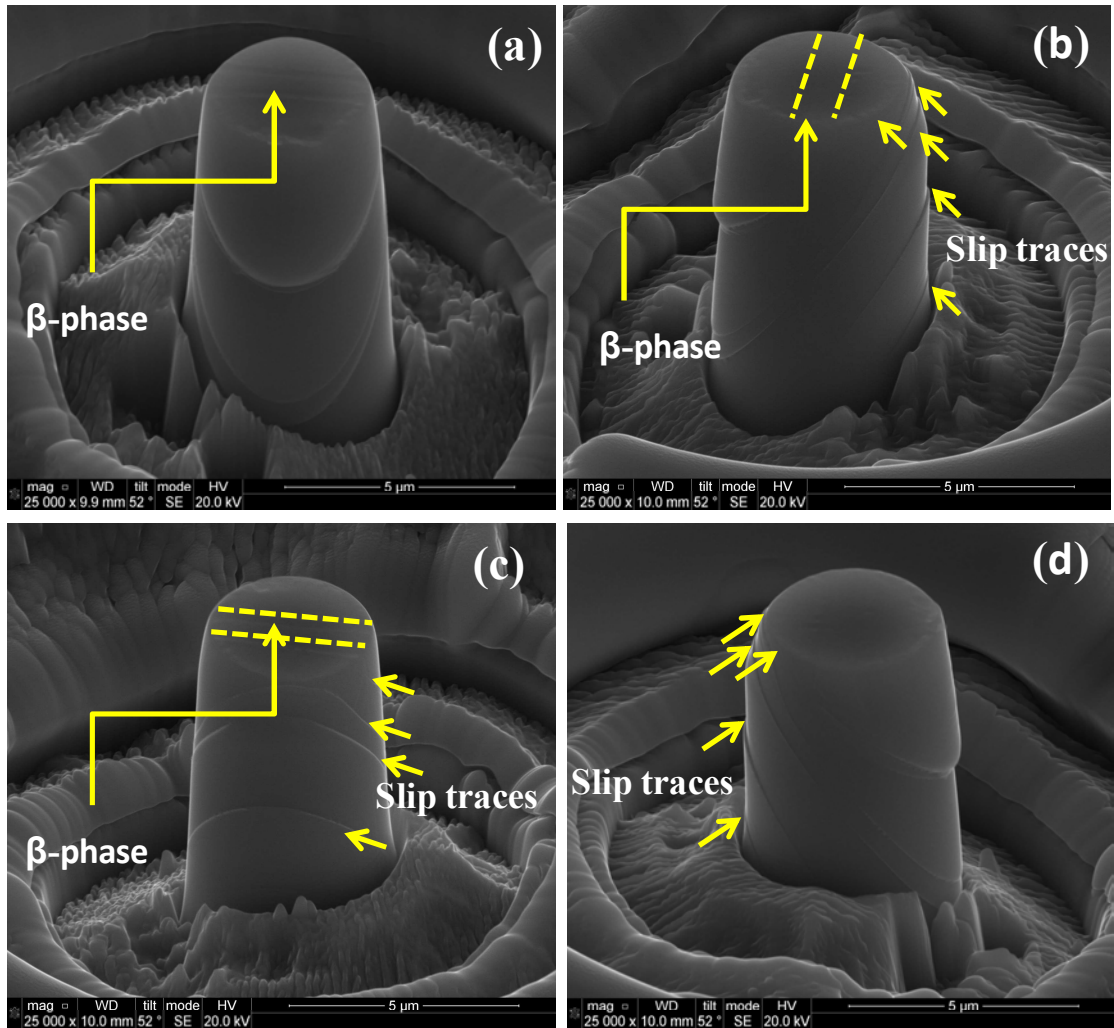 (a)
β-phase
mag □ WD tilt mode HV
25 000 x 9.9 mm 52 ° SE 20.0 kV
5 µm
(b)
Slip traces
β-phase
mag □ WD tilt mode HV
25 000 x 10.0 mm 52 ° SE 20.0 kV
5 µm
(c)
Slip traces
β-phase
mag □ WD tilt mode HV
25 000 x 10.0 mm 52 ° SE 20.0 kV
5 µm
(d)
Slip traces
mag □ WD tilt mode HV
25 000 x 10.0 mm 52 ° SE 20.0 kV
5 µm